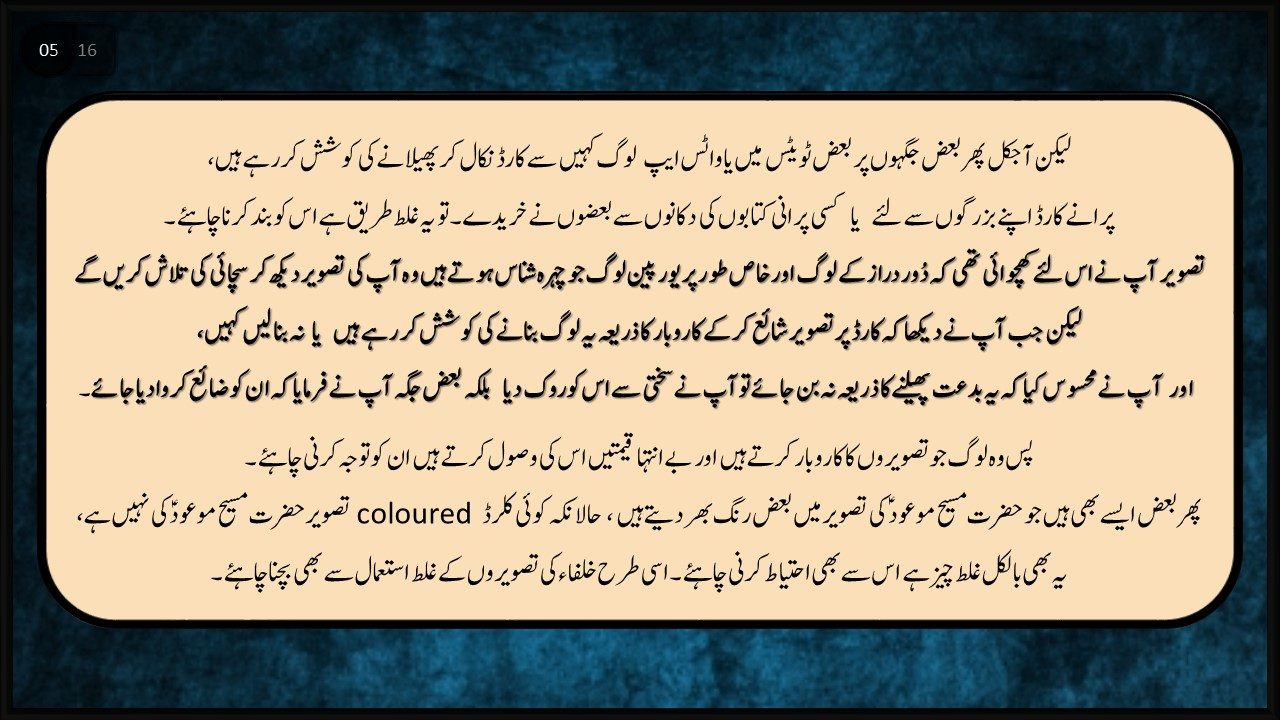 05 16
لیکن آجکل پھر بعض جگہوں پر بعض ٹویٹس میں یا واٹس ایپ لوگ کہیں سے کارڈ نکال کر پھیلانے کی کوشش کر رہے ہیں،
پرانے کارڈ اپنے بزرگوں سے لئے یا کسی پرانی کتابوں کی دکانوں سے بعضوں نے خریدے۔ تو یہ غلط طریق ہے اس کو بند کرنا چاہئے۔
تصویر آپ نے اس لئے کھچوائی تھی کہ دُور دراز کے لوگ اور خاص طور پر یورپین لوگ جو چہرہ شناس ہوتے ہیں وہ آپ کی تصویر دیکھ کر سچائی کی تلاش کریں گے
لیکن جب آپ نے دیکھا کہ کارڈ پر تصویر شائع کر کے کاروبار کا ذریعہ یہ لوگ بنانے کی کوشش کر رہے ہیں یا نہ بنالیں کہیں،
اور آپ نے محسوس کیا کہ یہ بدعت پھیلنے کا ذریعہ نہ بن جائے تو آپ نے سختی سے اس کو روک دیا بلکہ بعض جگہ آپ نے فرمایا کہ ان کو ضائع کروا دیا جائے۔
پس وہ لوگ جو تصویروں کا کاروبار کرتے ہیں اور بے انتہا قیمتیں اس کی وصول کرتے ہیں ان کو توجہ کرنی چاہئے۔
پھر بعض ایسے بھی ہیں جو حضرت مسیح موعودؑ کی تصویر میں بعض رنگ بھر دیتے ہیں، حالانکہ کوئی کلرڈ coloured تصویر حضرت مسیح موعودؑ کی نہیں ہے،
یہ بھی بالکل غلط چیز ہے اس سے بھی احتیاط کرنی چاہئے۔ اسی طرح خلفاء کی تصویروں کے غلط استعمال سے بھی بچنا چاہئے۔